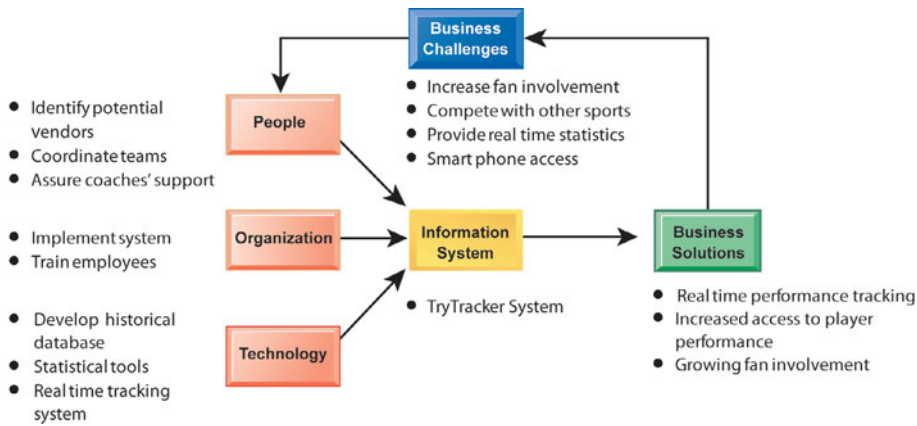 Business
Challenges
● Increase fan involvement
● Compete with other sports
● Provide real time statistics
● Smart phone access
● Identify potential
vendors
● Coordinate teams
● Assure coaches' support
People
● Implement system
● Train employees
Organization
Information
System
● TryTracker System
Business
Solutions
● Real time performance tracking
● Increased access to player
performance
● Growing fan involvement
● Develop historical
database
● Statistical tools
● Real time tracking
system
Technology